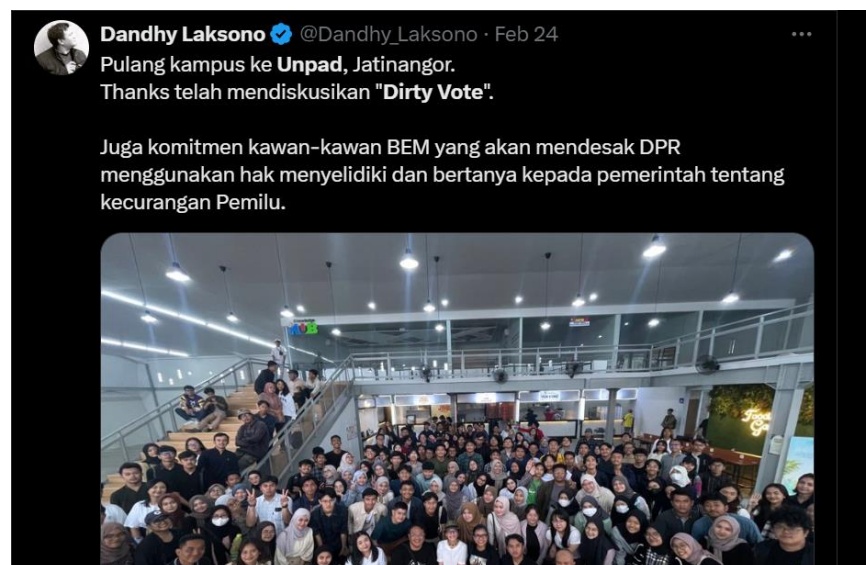 Dandhy Laksono @Dandhy_Laksono · Feb 24
Pulang kampus ke Unpad, Jatinangor.
Thanks telah mendiskusikan "Dirty Vote".
Juga komitmen kawan-kawan BEM yang akan mendesak DPR
menggunakan hak menyelidiki dan bertanya kepada pemerintah tentang
kecurangan Pemilu.
HUB